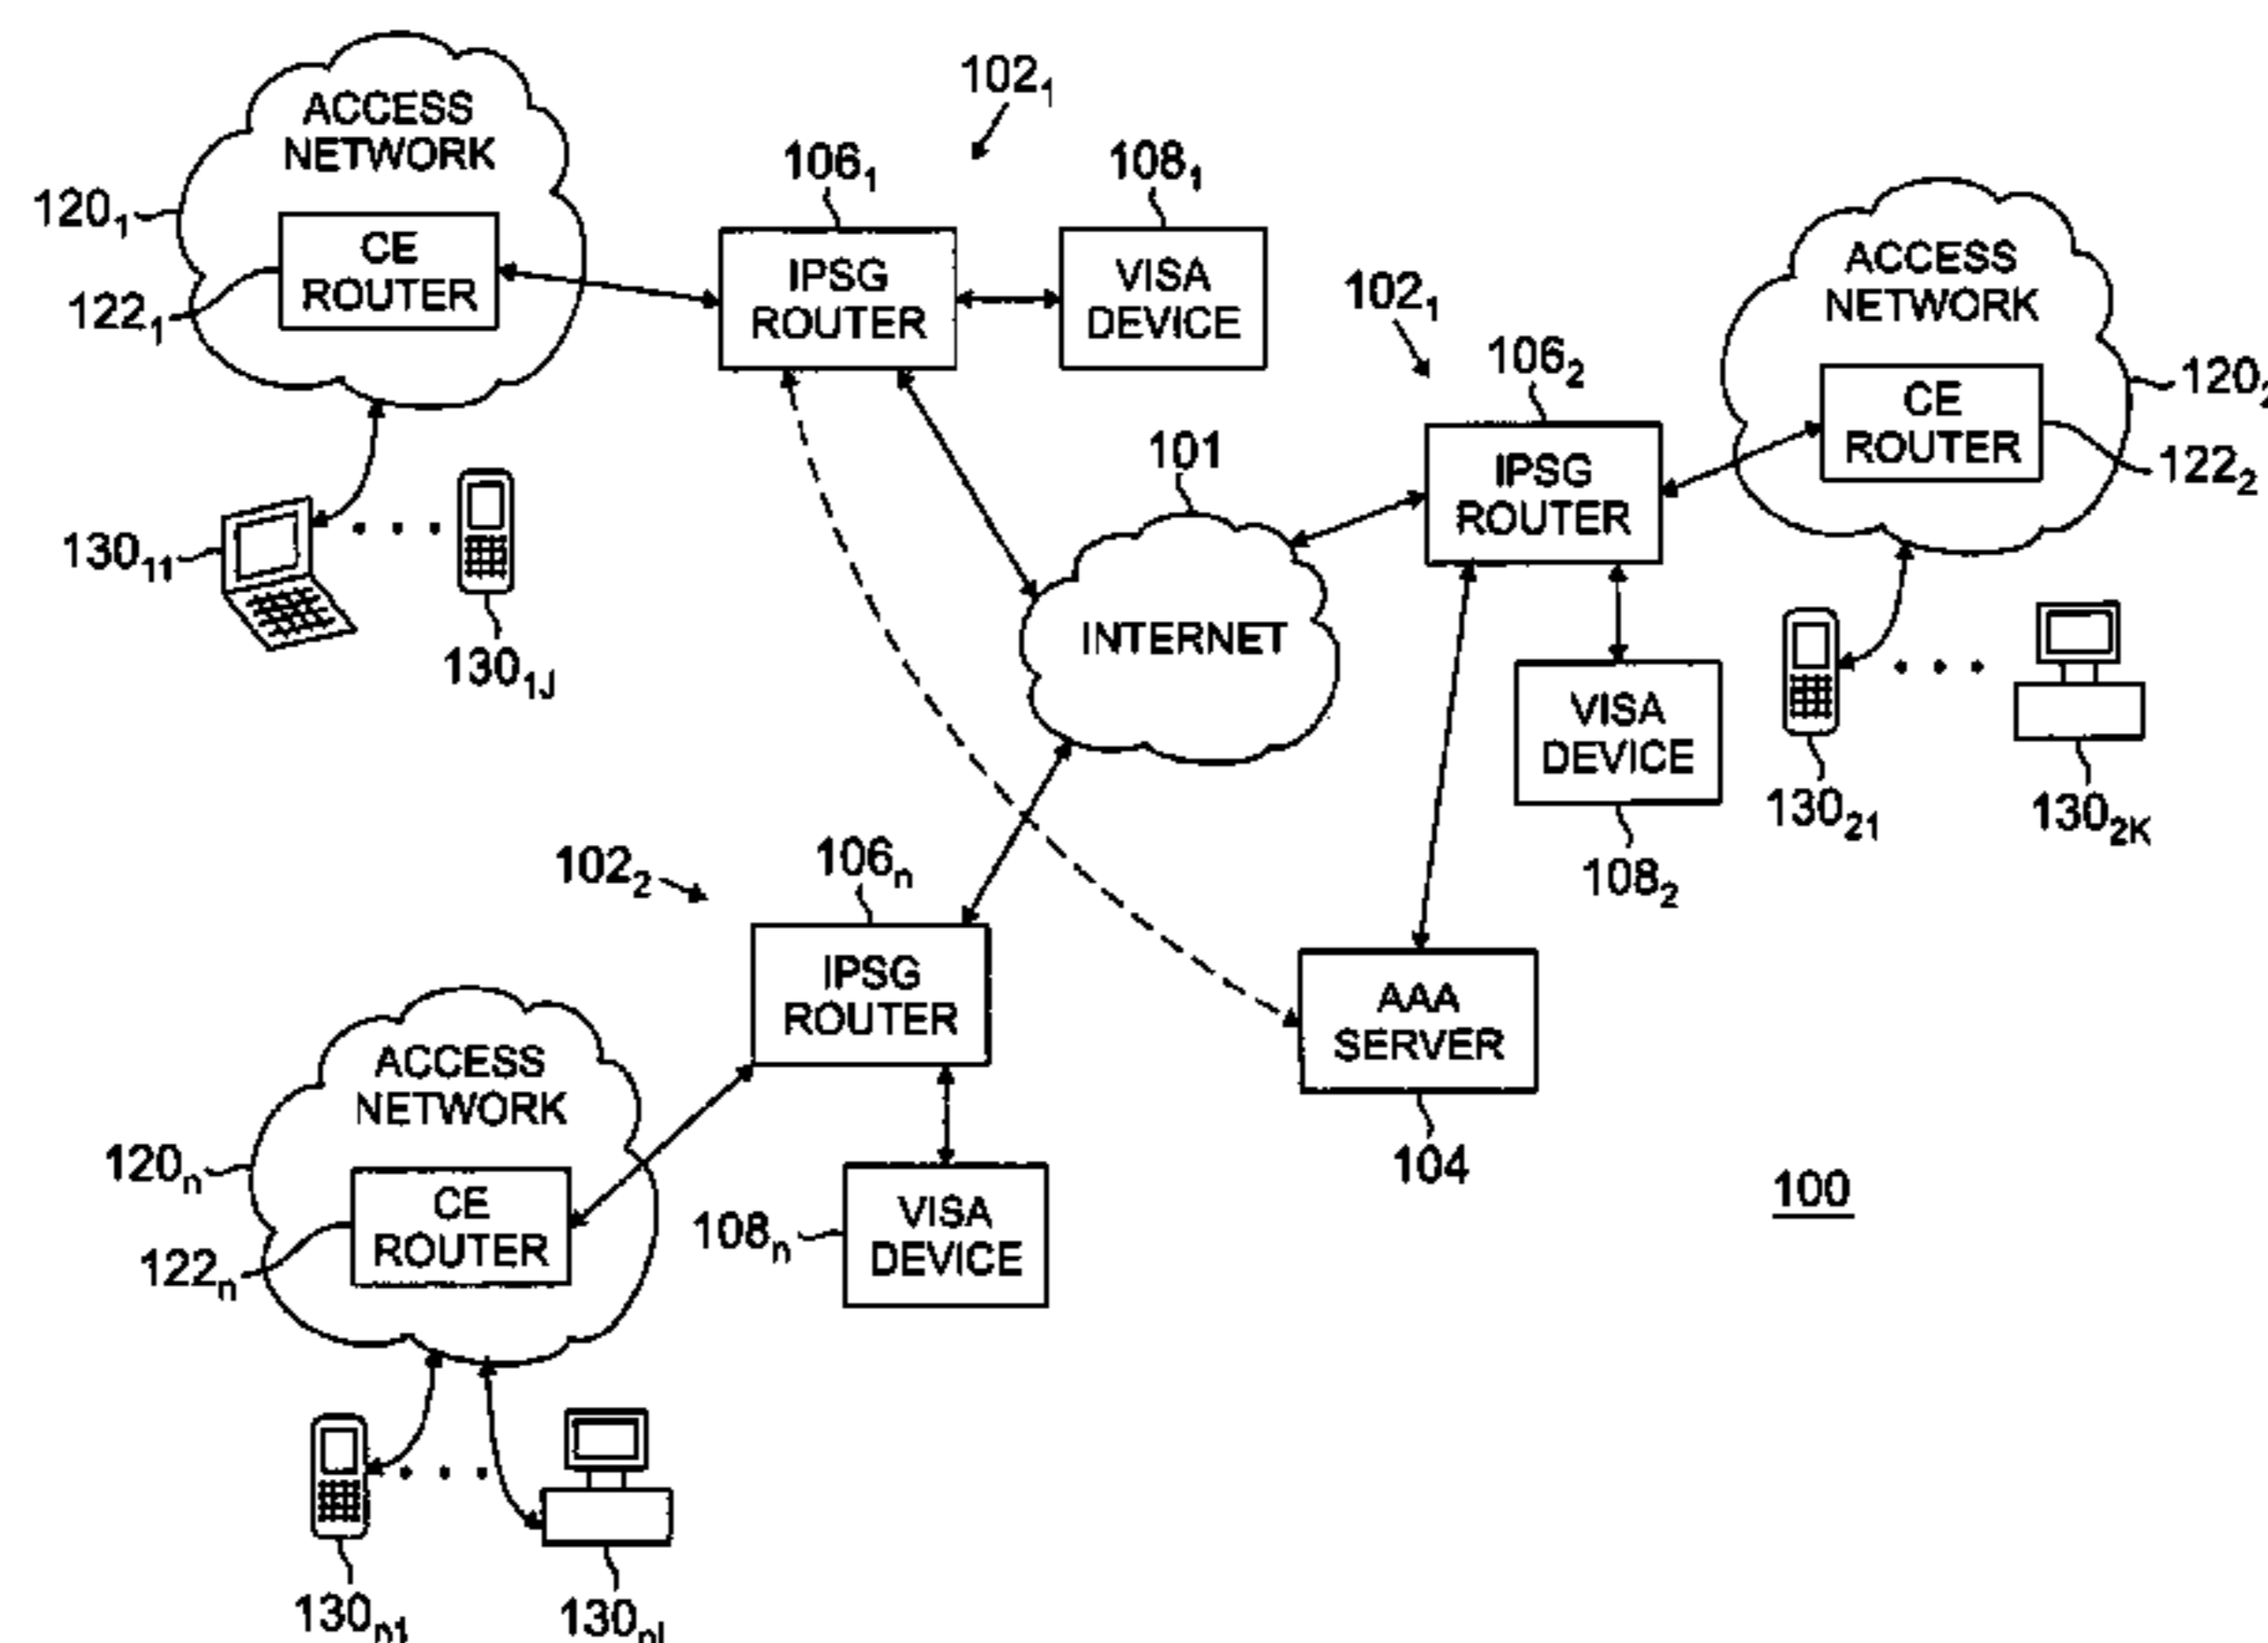 102₁
ACCESS
NETWORK
106₁
108₁
120₁
CE
ROUTER
122₁
IPSG
ROUTER
VISA
DEVICE
102₁
ACCESS
NETWORK
106₂
120₂
CE
ROUTER
122₂
101
IPSG
ROUTER
130₁₁
130₁J
INTERNET
VISA
DEVICE
130₂₁
130₂K
108₂
102₂
106ₙ
IPSG
ROUTER
AAA
SERVER
104
ACCESS
NETWORK
120ₙ
CE
ROUTER
122ₙ
108ₙ
VISA
DEVICE
100
130ₙ₁